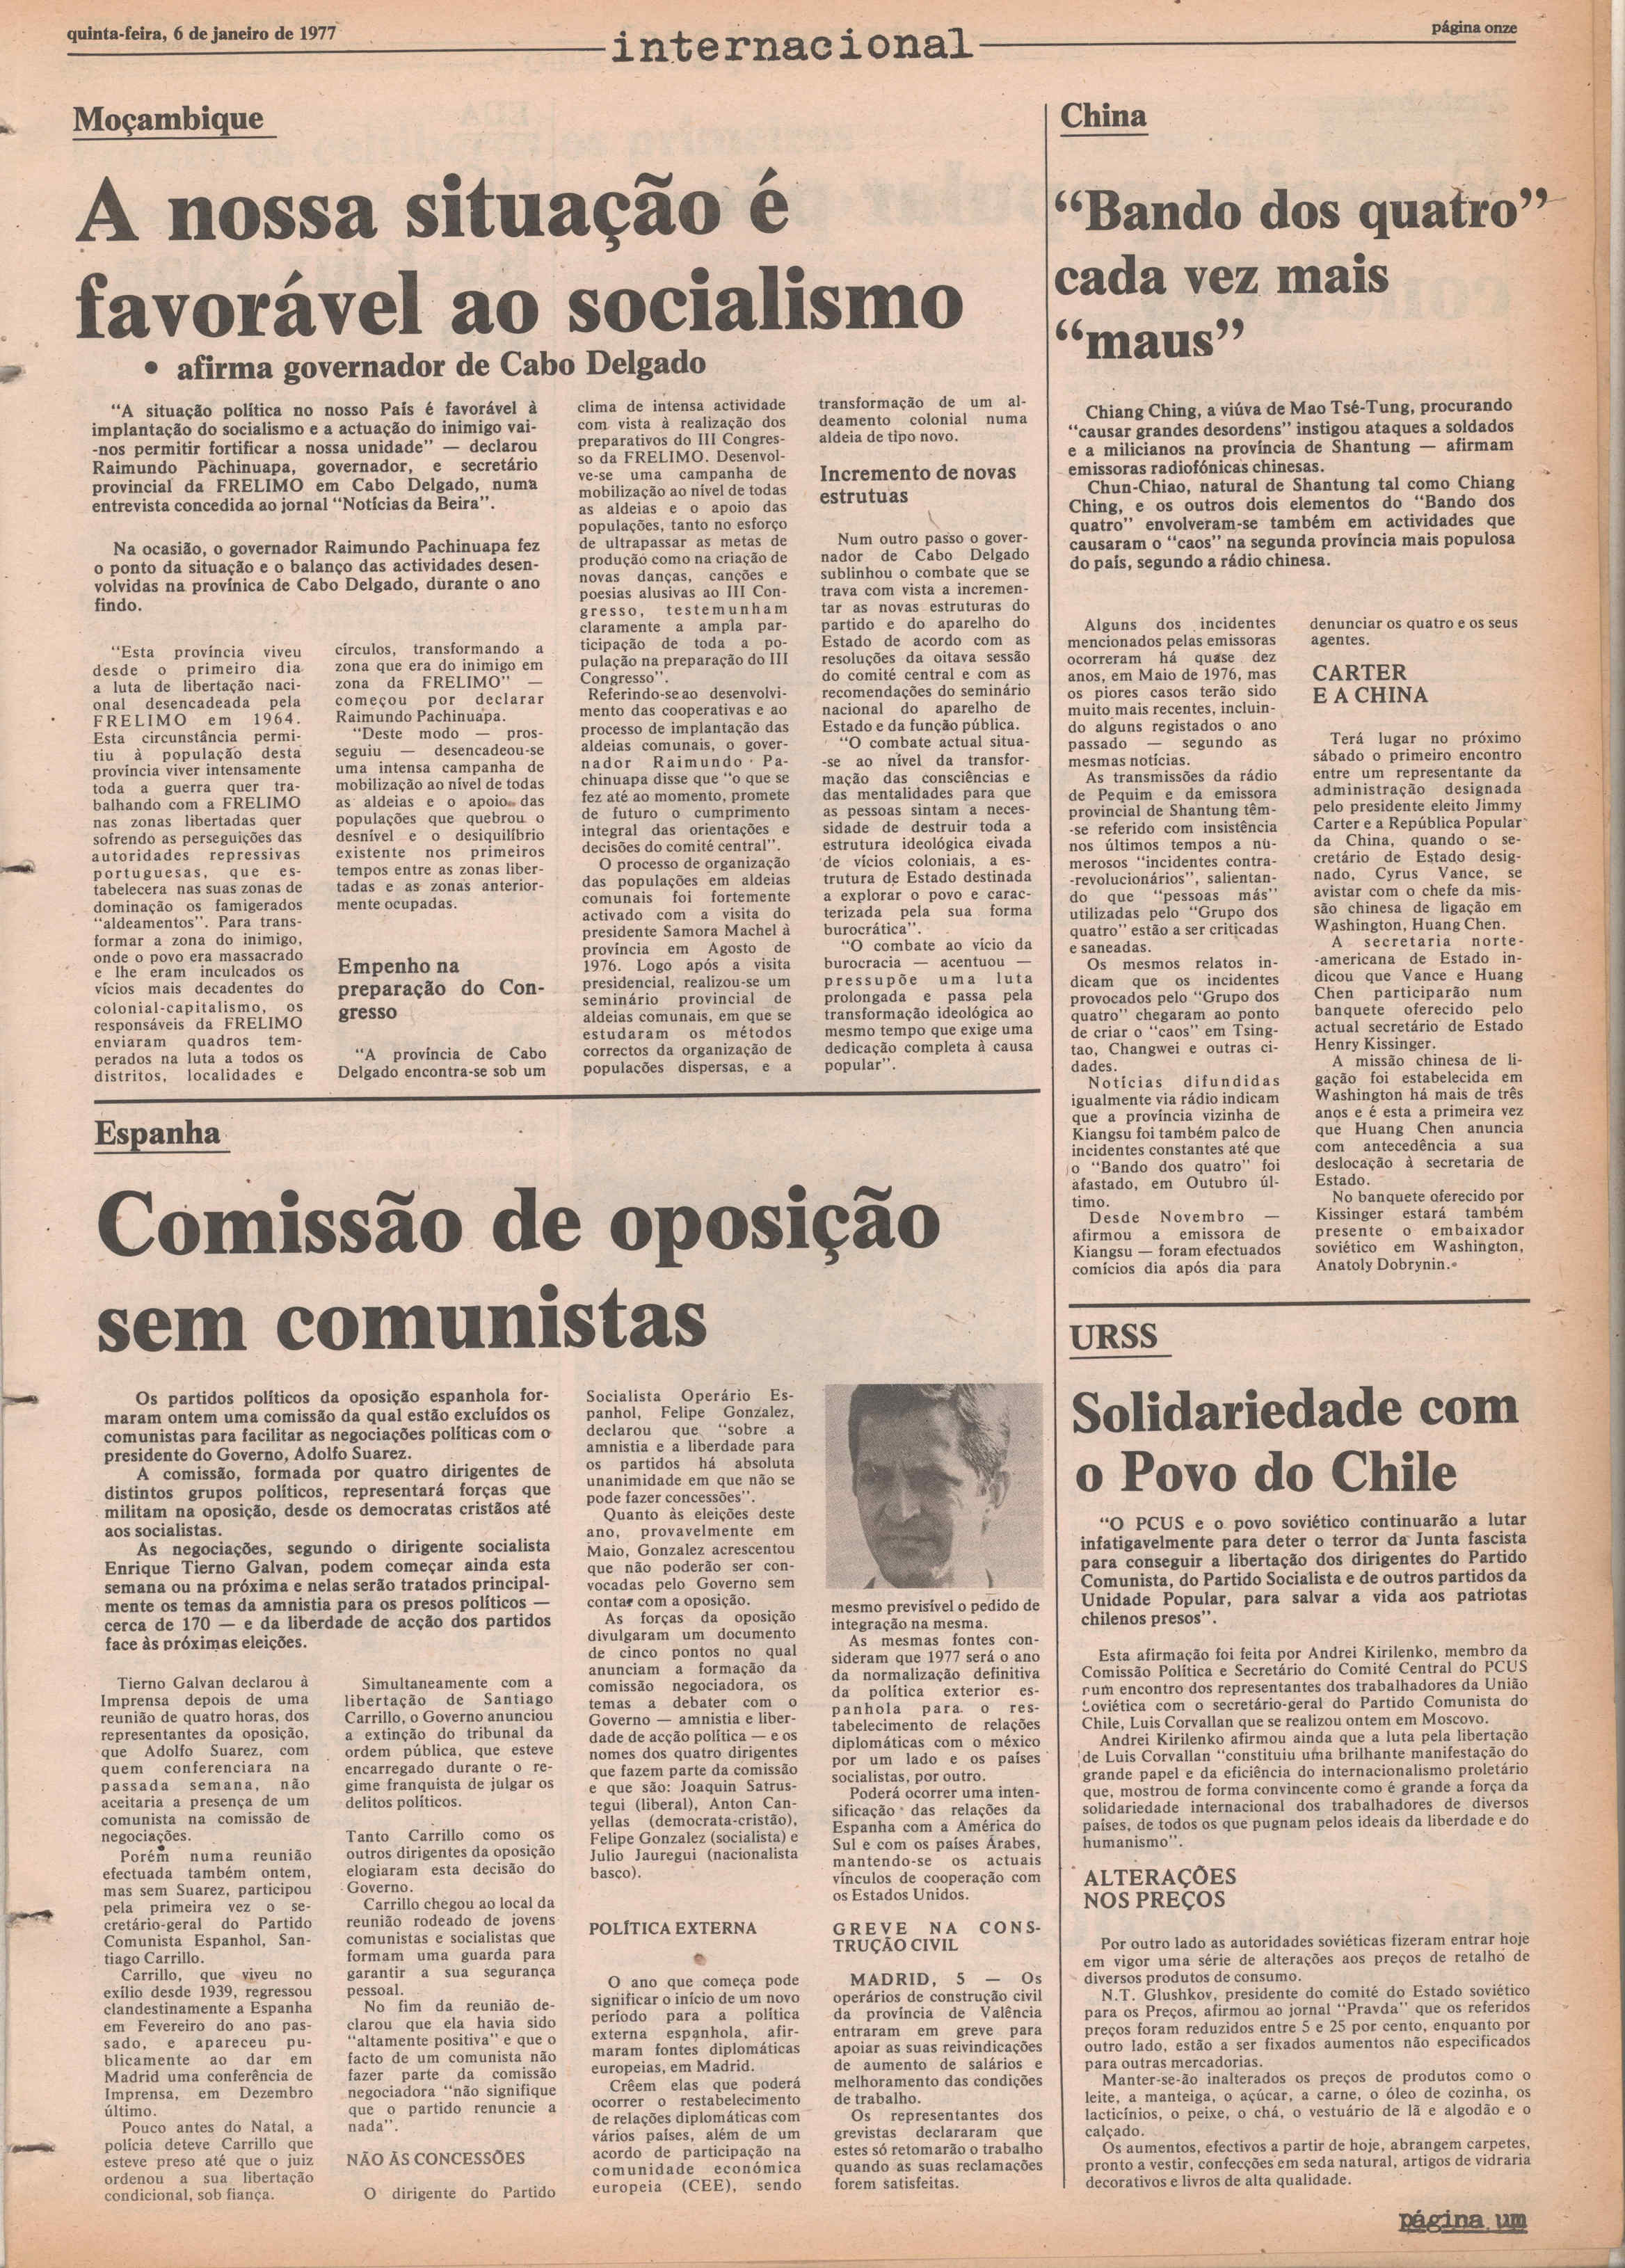 quinta-feira, 6 de janeiro de 1977
internacional
página onze
Moçambique
A nossa situação é
favorável ao socialismo
• afirma governador de Cabo Delgado
"A situação política no nosso País é favorável à
implantação do socialismo e a actuação do inimigo vai-
-nos permitir fortificar a nossa unidade" — declarou
Raimundo Pachinuapa, governador, e secretário
provincial da FRELIMO em Cabo Delgado, numa
entrevista concedida ao jornal "Notícias da Beira".
Na ocasião, o governador Raimundo Pachinuapa fez
o ponto da situação e o balanço das actividades desen-
volvidas na provínica de Cabo Delgado, durante o ano
findo.
"Esta província viveu
desde o primeiro dia
a luta de libertação naci-
onal desencadeada pela
FRELIMO em 1964.
Esta circunstância permi-
tiu à população desta
província viver intensamente
toda a guerra quer tra-
balhando com a FRELIMO
nas zonas libertadas quer
sofrendo as perseguições das
autoridades repressivas
portuguesas, que es-
tabelecera nas suas zonas de
dominação os famigerados
"aldeamentos". Para trans-
formar a zona do inimigo,
onde o povo era massacrado
e lhe eram inculcados os
vícios mais decadentes do
colonial-capitalismo, os
responsáveis da FRELIMO
enviaram quadros tem-
perados na luta a todos os
distritos, localidades e
círculos, transformando a
zona que era do inimigo em
zona da FRELIMO" —
começou por declarar
Raimundo Pachinuapa.
"Deste modo — pros-
seguiu — desencadeou-se
uma intensa campanha de
mobilização ao nível de todas
as aldeias e o apoio das
populações que quebrou o
desnível e o desiquilíbrio
existente nos primeiros
tempos entre as zonas liber-
tadas e as zonas anterior-
mente ocupadas.
Empenho na
preparação do Con-
gresso
"A província de Cabo
Delgado encontra-se sob um
clima de intensa actividade
com vista à realização dos
preparativos do III Congres-
so da FRELIMO. Desenvol-
ve-se uma campanha de
mobilização ao nível de todas
as aldeias e o apoio das
populações, tanto no esforço
de ultrapassar as metas de
produção como na criação de
novas danças, canções e
poesias alusivas ao III Con-
gresso, testemunham
claramente a ampla par-
ticipação de toda a po-
pulação na preparação do III
Congresso".
Referindo-se ao desenvolvi-
mento das cooperativas e ao
processo de implantação das
aldeias comunais, o gover-
nador Raimundo Pa-
chinuapa disse que "o que se
fez até ao momento, promete
de futuro o cumprimento
integral das orientações e
decisões do comité central".
O processo de organização
das populações em aldeias
comunais foi fortemente
activado com a visita do
presidente Samora Machel à
província em Agosto de
1976. Logo após a visita
presidencial, realizou-se um
seminário provincial de
aldeias comunais, em que se
estudaram os métodos
correctos da organização de
populações dispersas, e a
transformação de um al-
deamento colonial numa
aldeia de tipo novo.
Incremento de novas
estrutuas
Num outro passo o gover-
nador de Cabo Delgado
sublinhou o combate que se
trava com vista a incremen-
tar as novas estruturas do
partido e do aparelho do
Estado de acordo com as
resoluções da oitava sessão
do comité central e com as
recomendações do seminário
nacional do aparelho de
Estado e da função pública.
"O combate actual situa-
-se ao nível da transfor-
mação das consciências e
das mentalidades para que
as pessoas sintam a neces-
sidade de destruir toda a
estrutura ideológica eivada
de vícios coloniais, a es-
trutura de Estado destinada
a explorar o povo e carac-
terizada pela sua forma
burocrática".
"O combate ao vício da
burocracia — acentuou —
pressupõe uma luta
prolongada e passa pela
transformação ideológica ao
mesmo tempo que exige uma
dedicação completa à causa
popular".
China
"Bando dos quatro"
cada vez mais
"maus"
Chiang Ching, a viúva de Mao Tsé-Tung, procurando
"causar grandes desordens" instigou ataques a soldados
e a milicianos na província de Shantung — afirmam
emissoras radiofónicas chinesas.
Chun-Chiao, natural de Shantung tal como Chiang
Ching, e os outros dois elementos do "Bando dos
quatro" envolveram-se também em actividades que
causaram o "caos" na segunda província mais populosa
do país, segundo a rádio chinesa.
Alguns dos incidentes
mencionados pelas emissoras
ocorreram há quase dez
anos, em Maio de 1976, mas
os piores casos terão sido
muito mais recentes, incluin-
do alguns registados o ano
passado — segundo as
mesmas notícias.
As transmissões da rádio
de Pequim e da emissora
provincial de Shantung têm-
-se referido com insistência
nos últimos tempos a nu-
merosos "incidentes contra-
-revolucionários", salientan-
do que "pessoas más"
utilizadas pelo "Grupo dos
quatro" estão a ser criticadas
e saneadas.
Os mesmos relatos in-
dicam que os incidentes
provocados pelo "Grupo dos
quatro" chegaram ao ponto
de criar o "caos" em Tsing-
tao, Changwei e outras ci-
dades.
Notícias difundidas
igualmente via rádio indicam
que a província vizinha de
Kiangsu foi também palco de
incidentes constantes até que
o "Bando dos quatro" foi
afastado, em Outubro úl-
timo.
Desde Novembro —
afirmou a emissora de
Kiangsu — foram efectuados
comícios dia após dia para
denunciar os quatro e os seus
agentes.
CARTER
E A CHINA
Terá lugar no próximo
sábado o primeiro encontro
entre um representante da
administração designada
pelo presidente eleito Jimmy
Carter e a República Popular
da China, quando o se-
cretário de Estado desig-
nado, Cyrus Vance, se
avistar com o chefe da mis-
são chinesa de ligação em
Washington, Huang Chen.
A secretaria norte-
-americana de Estado in-
dicou que Vance e Huang
Chen participarão num
banquete oferecido pelo
actual secretário de Estado
Henry Kissinger.
A missão chinesa de li-
gação foi estabelecida em
Washington há mais de três
anos e é esta a primeira vez
que Huang Chen anuncia
com antecedência a sua
deslocação à secretaria de
Estado.
No banquete oferecido por
Kissinger estará também
presente o embaixador
soviético em Washington,
Anatoly Dobrynin.
Espanha
Comissão de oposição
sem comunistas
Os partidos políticos da oposição espanhola for-
maram ontem uma comissão da qual estão excluídos os
comunistas para facilitar as negociações políticas com o
presidente do Governo, Adolfo Suarez.
A comissão, formada por quatro dirigentes de
distintos grupos políticos, representará forças que
militam na oposição, desde os democratas cristãos até
aos socialistas.
As negociações, segundo o dirigente socialista
Enrique Tierno Galvan, podem começar ainda esta
semana ou na próxima e nelas serão tratados principal-
mente os temas da amnistia para os presos políticos —
cerca de 170 — e da liberdade de acção dos partidos
face às próximas eleições.
Tierno Galvan declarou à
Imprensa depois de uma
reunião de quatro horas, dos
representantes da oposição,
que Adolfo Suarez, com
quem conferenciara na
passada semana, não
aceitaria a presença de um
comunista na comissão de
negociações.
Porém numa reunião
efectuada também ontem,
mas sem Suarez, participou
pela primeira vez o se-
cretário-geral do Partido
Comunista Espanhol, San-
tiago Carrillo.
Carrillo, que viveu no
exílio desde 1939, regressou
clandestinamente a Espanha
em Fevereiro do ano pas-
sado, e apareceu pu-
blicamente ao dar em
Madrid uma conferência de
Imprensa, em Dezembro
último.
Pouco antes do Natal, a
polícia deteve Carrillo que
esteve preso até que o juiz
ordenou a sua libertação
condicional, sob fiança.
Simultaneamente com a
libertação de Santiago
Carrillo, o Governo anunciou
a extinção do tribunal da
ordem pública, que esteve
encarregado durante o re-
gime franquista de julgar os
delitos políticos.
Tanto Carrillo como os
outros dirigentes da oposição
elogiaram esta decisão do
Governo.
Carrillo chegou ao local da
reunião rodeado de jovens
comunistas e socialistas que
formam uma guarda para
garantir a sua segurança
pessoal.
No fim da reunião de-
clarou que ela havia sido
"altamente positiva" e que o
facto de um comunista não
fazer parte da comissão
negociadora "não signifique
que o partido renuncie a
nada".
NÃO ÀS CONCESSÕES
O dirigente do Partido
Socialista Operário Es-
panhol, Felipe Gonzalez,
declarou que "sobre a
amnistia e a liberdade para
os partidos há absoluta
unanimidade em que não se
pode fazer concessões".
Quanto às eleições deste
ano, provavelmente em
Maio, Gonzalez acrescentou
que não poderão ser con-
vocadas pelo Governo sem
contar com a oposição.
As forças da oposição
divulgaram um documento
de cinco pontos no qual
anunciam a formação da
comissão negociadora, os
temas a debater com o
Governo — amnistia e liber-
dade de acção política — e os
nomes dos quatro dirigentes
que fazem parte da comissão
e que são: Joaquin Satrus-
tegui (liberal), Anton Can-
yellas (democrata-cristão),
Felipe Gonzalez (socialista) e
Julio Jauregui (nacionalista
basco).
POLÍTICA EXTERNA
O ano que começa pode
significar o início de um novo
período para a política
externa espanhola, afir-
maram fontes diplomáticas
europeias, em Madrid.
Crêem elas que poderá
ocorrer o restabelecimento
de relações diplomáticas com
vários países, além de um
acordo de participação na
comunidade económica
europeia (CEE), sendo
mesmo previsível o pedido de
integração na mesma.
As mesmas fontes con-
sideram que 1977 será o ano
da normalização definitiva
da política exterior es-
panhola para o res-
tabelecimento de relações
diplomáticas com o méxico
por um lado e os países
socialistas, por outro.
Poderá ocorrer uma inten-
sificação das relações da
Espanha com a América do
Sul e com os países Árabes,
mantendo-se os actuais
vínculos de cooperação com
os Estados Unidos.
GREVE NA CONS-
TRUÇÃO CIVIL
MADRID, 5 — Os
operários de construção civil
da província de Valência
entraram em greve para
apoiar as suas reivindicações
de aumento de salários e
melhoramento das condições
de trabalho.
Os representantes dos
grevistas declararam que
estes só retomarão o trabalho
quando as suas reclamações
forem satisfeitas.
URSS
Solidariedade com
o Povo do Chile
"O PCUS e o povo soviético continuarão a lutar
infatigavelmente para deter o terror da Junta fascista
para conseguir a libertação dos dirigentes do Partido
Comunista, do Partido Socialista e de outros partidos da
Unidade Popular, para salvar a vida aos patriotas
chilenos presos".
Esta afirmação foi feita por Andrei Kirilenko, membro da
Comissão Política e Secretário do Comité Central do PCUS
num encontro dos representantes dos trabalhadores da União
Soviética com o secretário-geral do Partido Comunista do
Chile, Luis Corvallan que se realizou ontem em Moscovo.
Andrei Kirilenko afirmou ainda que a luta pela libertação
de Luis Corvallan "constituiu uma brilhante manifestação do
grande papel e da eficiência do internacionalismo proletário
que, mostrou de forma convincente como é grande a força da
solidariedade internacional dos trabalhadores de diversos
países, de todos os que pugnam pelos ideais da liberdade e do
humanismo".
ALTERAÇÕES
NOS PREÇOS
Por outro lado as autoridades soviéticas fizeram entrar hoje
em vigor uma série de alterações aos preços de retalho de
diversos produtos de consumo.
N.T. Glushkov, presidente do comité do Estado soviético
para os Preços, afirmou ao jornal "Pravda" que os referidos
preços foram reduzidos entre 5 e 25 por cento, enquanto por
outro lado, estão a ser fixados aumentos não especificados
para outras mercadorias.
Manter-se-ão inalterados os preços de produtos como o
leite, a manteiga, o açúcar, a carne, o óleo de cozinha, os
lacticínios, o peixe, o chá, o vestuário de lã e algodão e o
calçado.
Os aumentos, efectivos a partir de hoje, abrangem carpetes,
pronto a vestir, confecções em seda natural, artigos de vidraria
decorativos e livros de alta qualidade.
página um